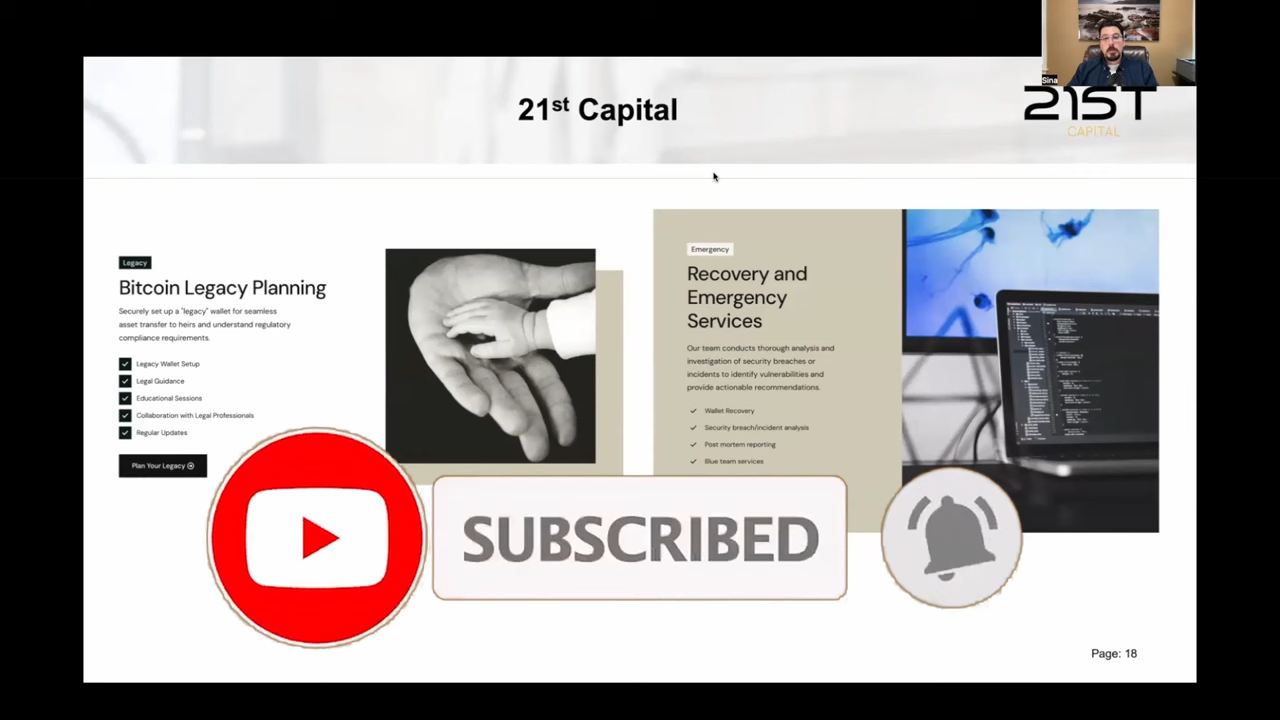 Sina
21st Capital
21ST
CAPITAL
Legacy
Bitcoin Legacy Planning
Securely set up a "legacy" wallet for seamless
asset transfer to heirs and understand regulatory
compliance requirements.
Legacy Wallet Setup
Legal Guidance
Educational Sessions
Collaboration with Legal Professionals
Regular Updates
Plan Your Legacy
Emergency
Recovery and
Emergency
Services
Our team conducts thorough analysis and
investigation of security breaches or
incidents to identify vulnerabilities and
provide actionable recommendations.
Wallet Recovery
Security breach/incident analysis
Post mortem reporting
Blue team services
SUBSCRIBED
Page: 18